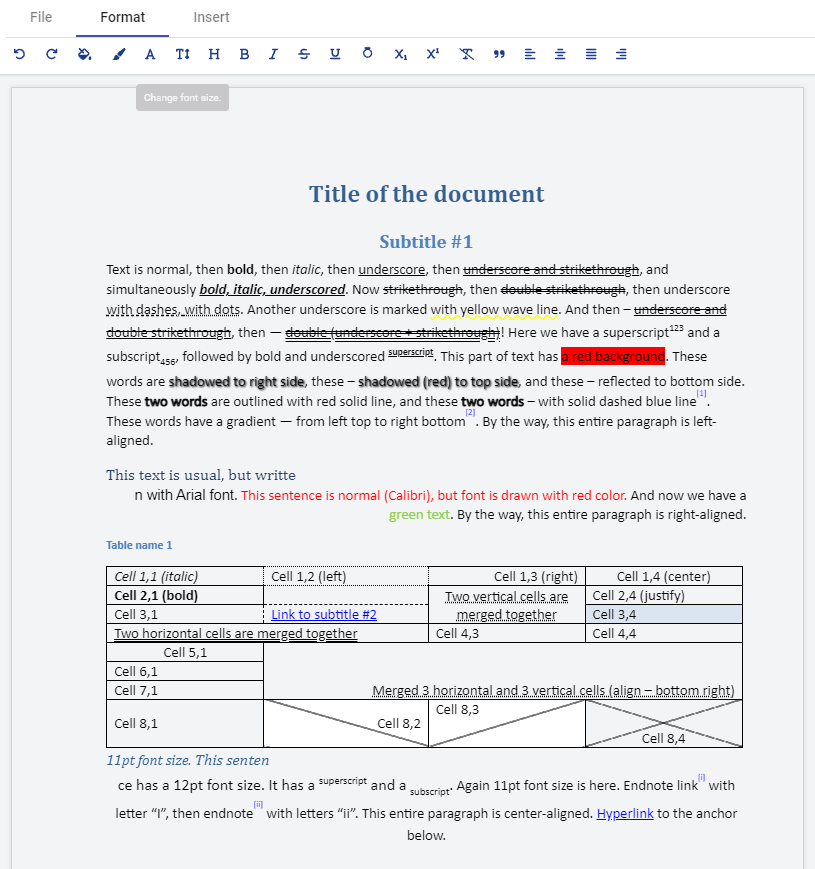 File Format Insert
A T H B I S U O X₁ X¹ T ”
Change font size.
Title of the document
Subtitle #1
Text is normal, then bold, then italic, then underscore, then underscore and strikethrough, and
simultaneously bold, italic, underscored. Now strikethrough, then double strikethrough, then underscore
with dashes, with dots. Another underscore is marked with yellow wave line. And then – underscore and
double strikethrough, then — double (underscore + strikethrough)! Here we have a superscript¹²³ and a
subscript₄₅₆, followed by bold and underscored superscript. This part of text has a red background. These
words are shadowed to right side, these – shadowed (red) to top side, and these – reflected to bottom side.
These two words are outlined with red solid line, and these two words – with solid dashed blue line[1].
These words have a gradient — from left top to right bottom[2]. By the way, this entire paragraph is left-
aligned.
This text is usual, but writte
n with Arial font. This sentence is normal (Calibri), but font is drawn with red color. And now we have a
green text. By the way, this entire paragraph is right-aligned.
Table name 1
Cell 1,1 (italic) Cell 1,2 (left) Cell 1,3 (right) Cell 1,4 (center)
Cell 2,1 (bold) Two vertical cells are Cell 2,4 (justify)
Cell 3,1 Link to subtitle #2 merged together Cell 3,4
Two horizontal cells are merged together Cell 4,3 Cell 4,4
Cell 5,1
Cell 6,1
Cell 7,1 Merged 3 horizontal and 3 vertical cells (align – bottom right)
Cell 8,1 Cell 8,2 Cell 8,3 Cell 8,4
11pt font size. This senten
ce has a 12pt font size. It has a superscript and a subscript. Again 11pt font size is here. Endnote link[i] with
letter “I”, then endnote[ii] with letters “ii”. This entire paragraph is center-aligned. Hyperlink to the anchor
below.